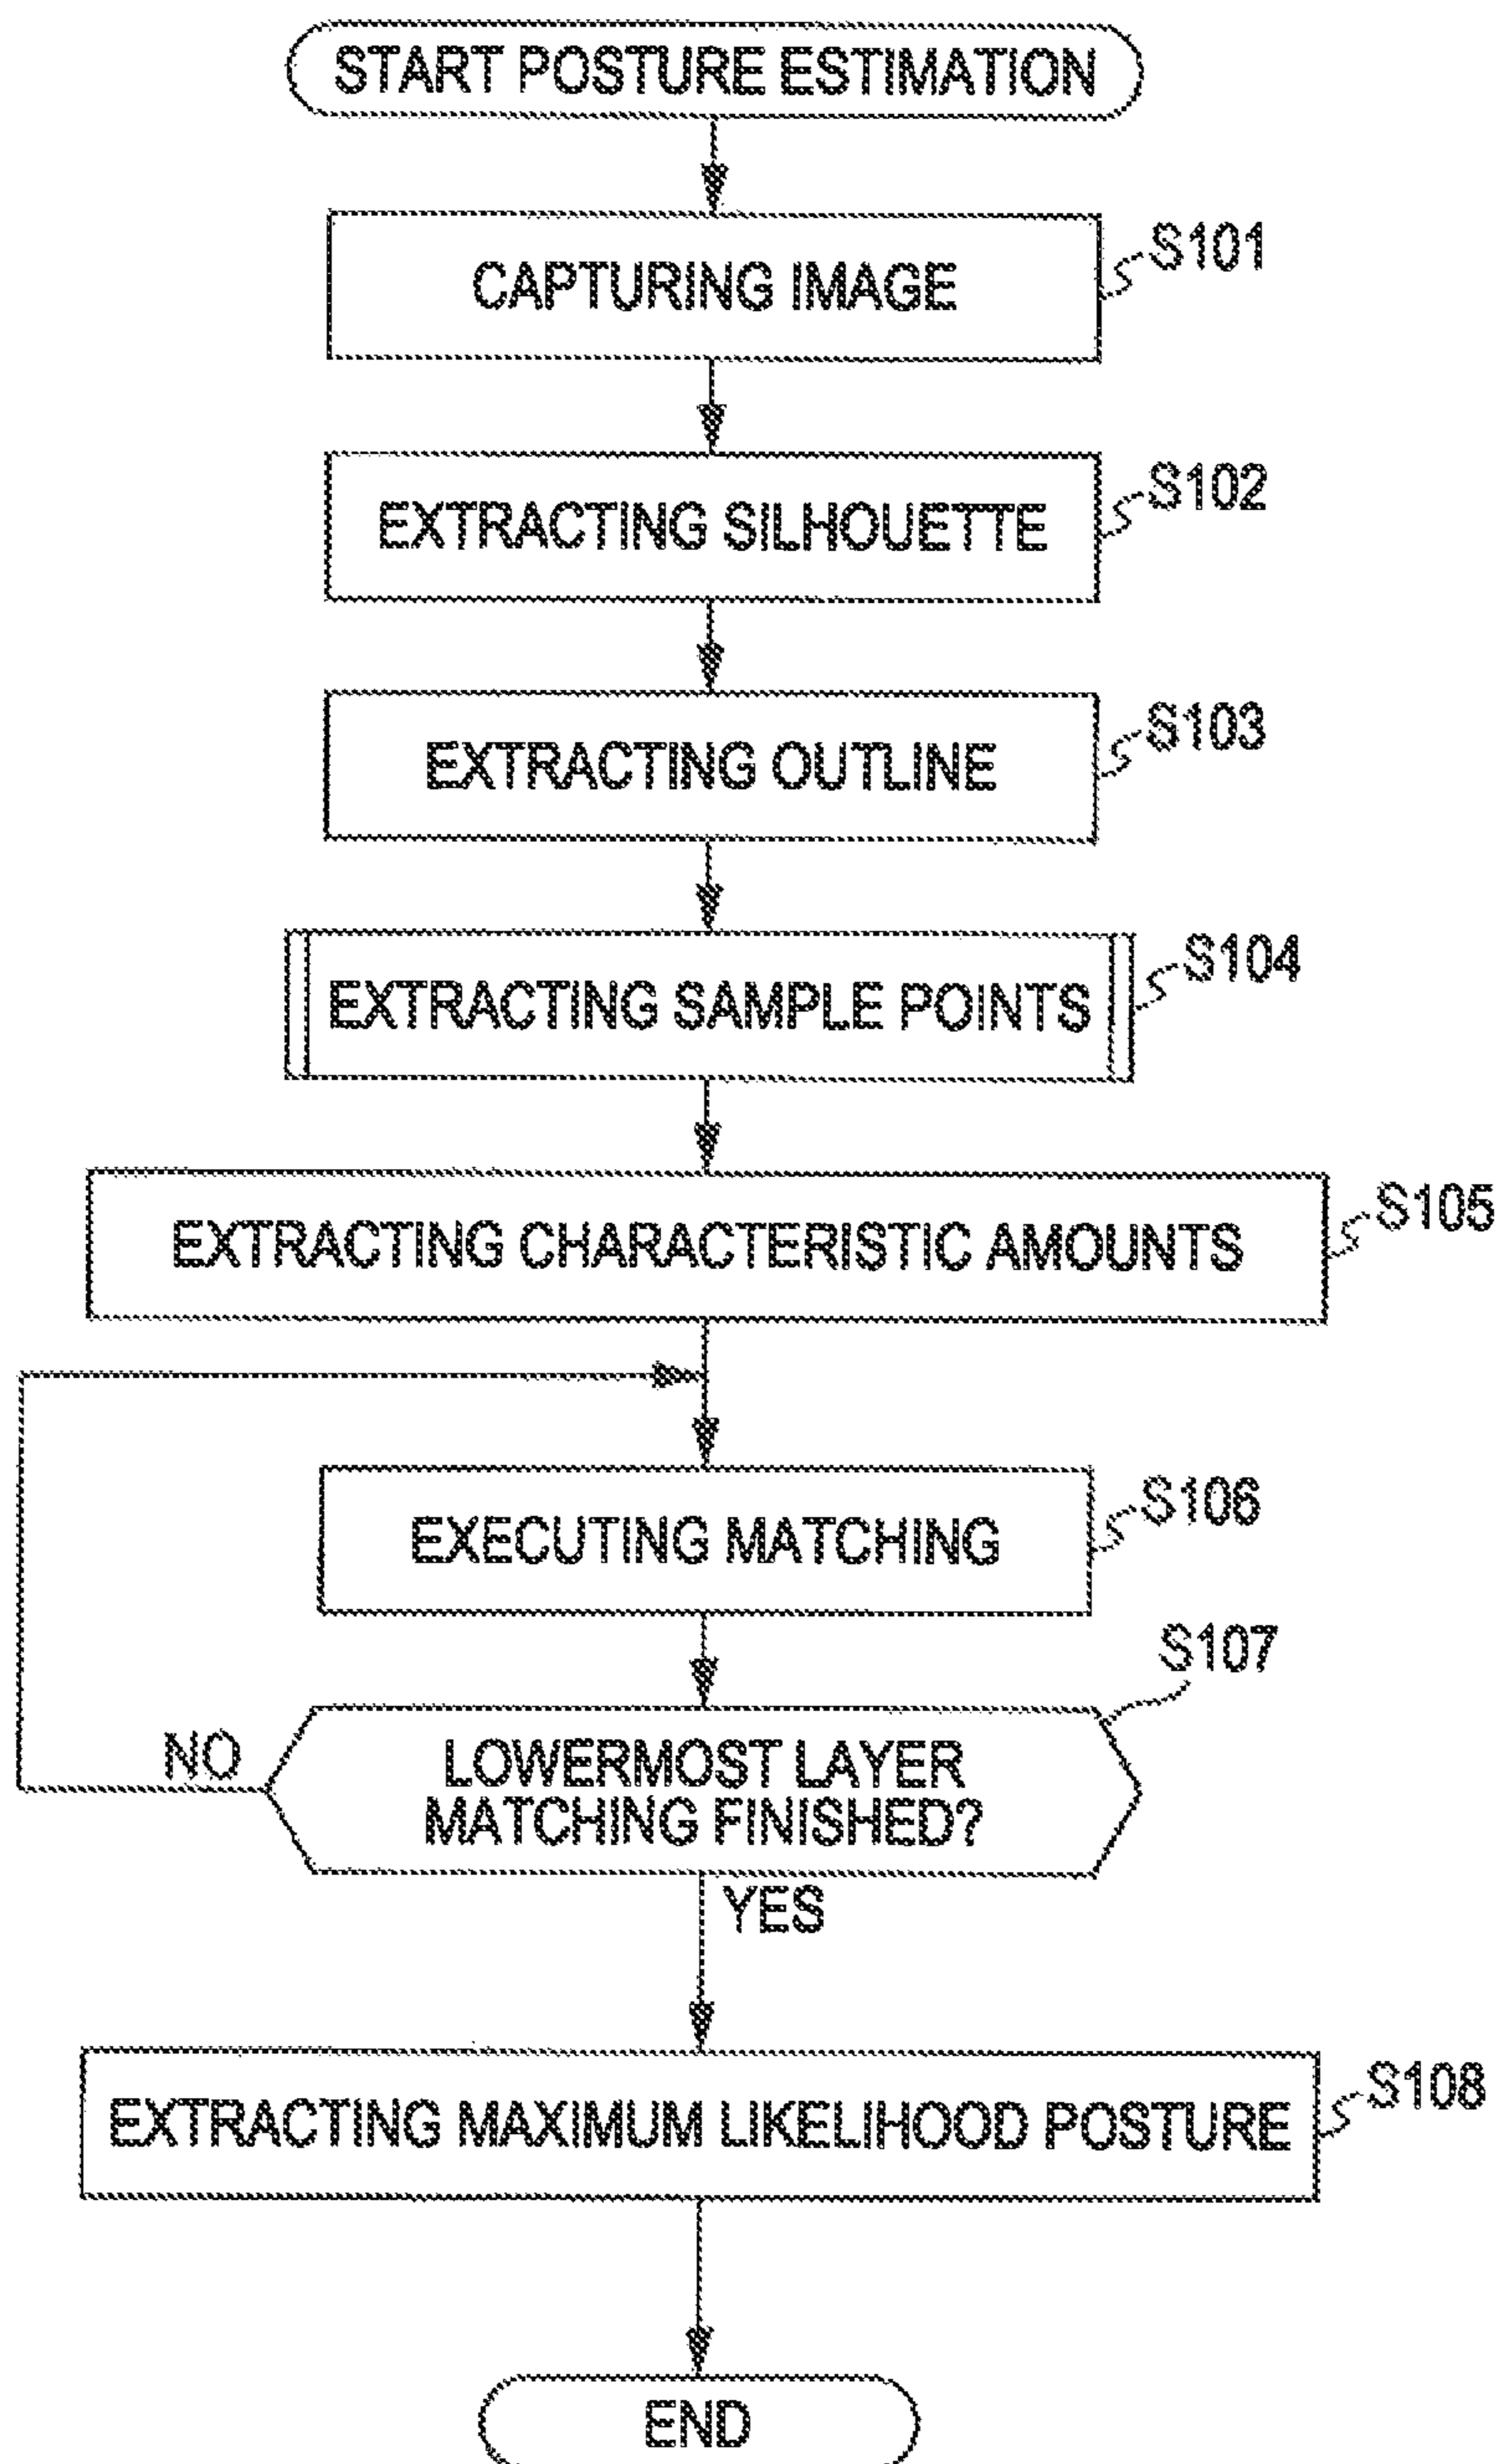 START POSTURE ESTIMATION
CAPTURING IMAGE
S101
EXTRACTING SILHOUETTE
S102
EXTRACTING OUTLINE
S103
EXTRACTING SAMPLE POINTS
S104
EXTRACTING CHARACTERISTIC AMOUNTS
S105
EXECUTING MATCHING
S106
S107
LOWERMOST LAYER
MATCHING FINISHED?
NO
YES
EXTRACTING MAXIMUM LIKELIHOOD POSTURE
S108
END